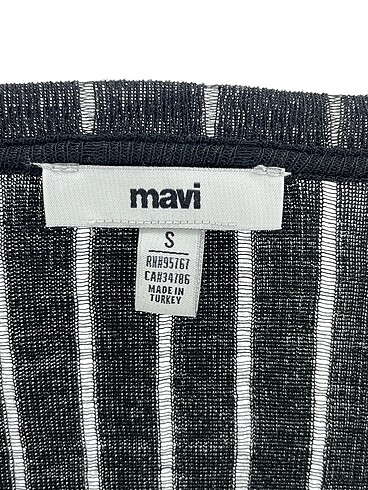 mavi
S
RN#95767
CA#34786
MADE IN
TURKEY